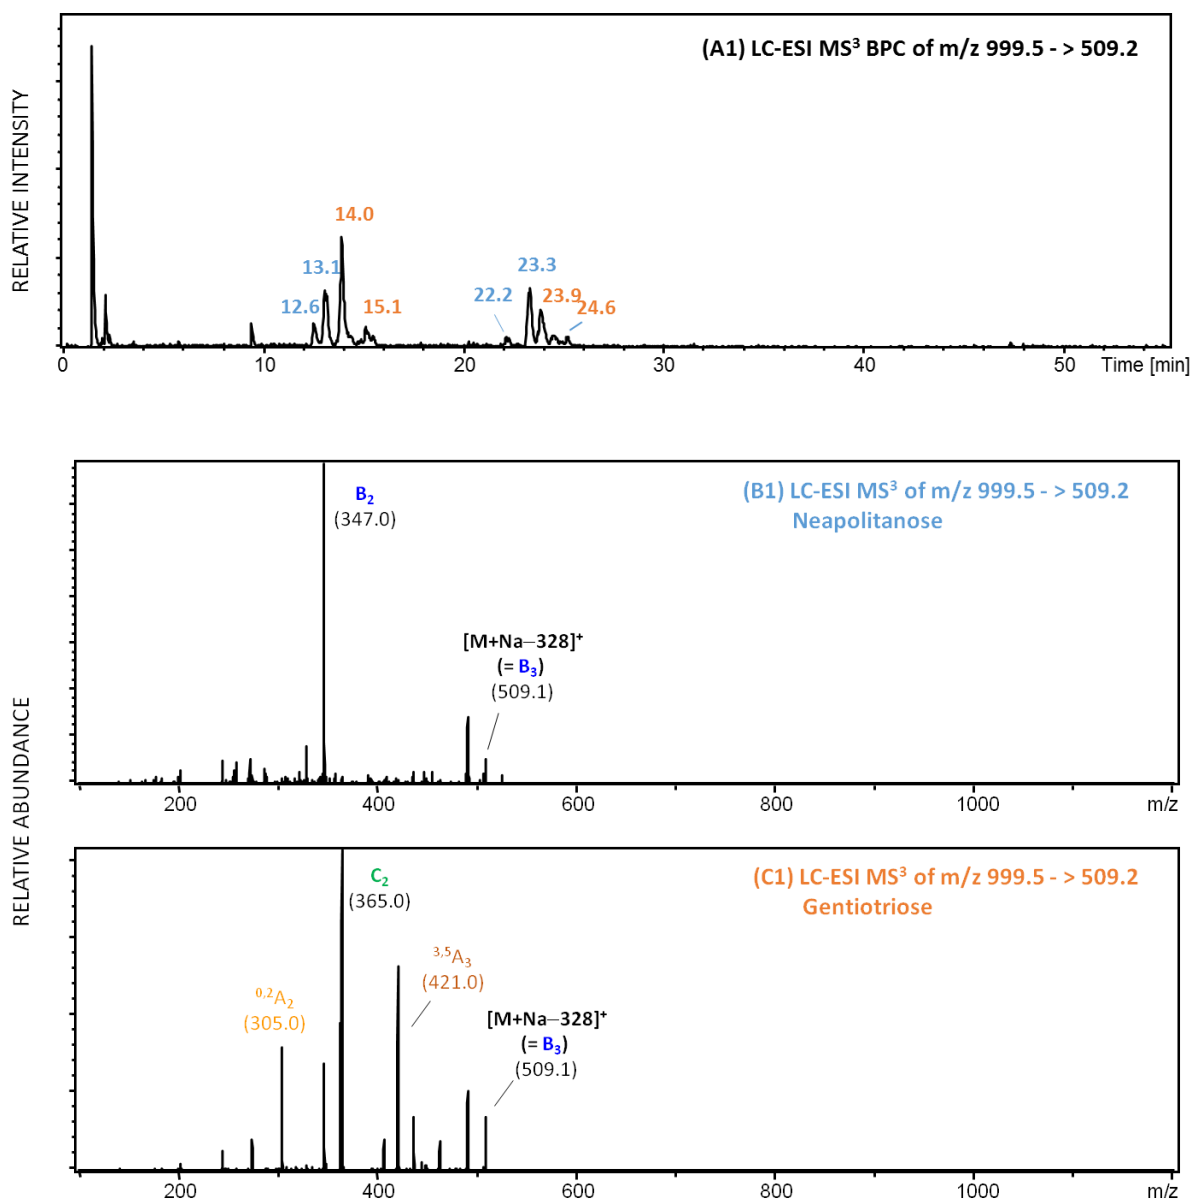 (A1) LC-ESI MS³ BPC of m/z 999.5 - > 509.2
RELATIVE INTENSITY
14.0
13.1
12.6
15.1
23.3
22.2
23.9
24.6
0
10
20
30
40
50
Time [min]
(B1) LC-ESI MS³ of m/z 999.5 - > 509.2
Neapolitanose
B₂
(347.0)
[M+Na–328]⁺
(= B₃)
(509.1)
200
400
600
800
1000
m/z
RELATIVE ABUNDANCE
(C1) LC-ESI MS³ of m/z 999.5 - > 509.2
Gentiotriose
C₂
(365.0)
³,⁵A₃
(421.0)
⁰,²A₂
(305.0)
[M+Na–328]⁺
(= B₃)
(509.1)
200
400
600
800
1000
m/z